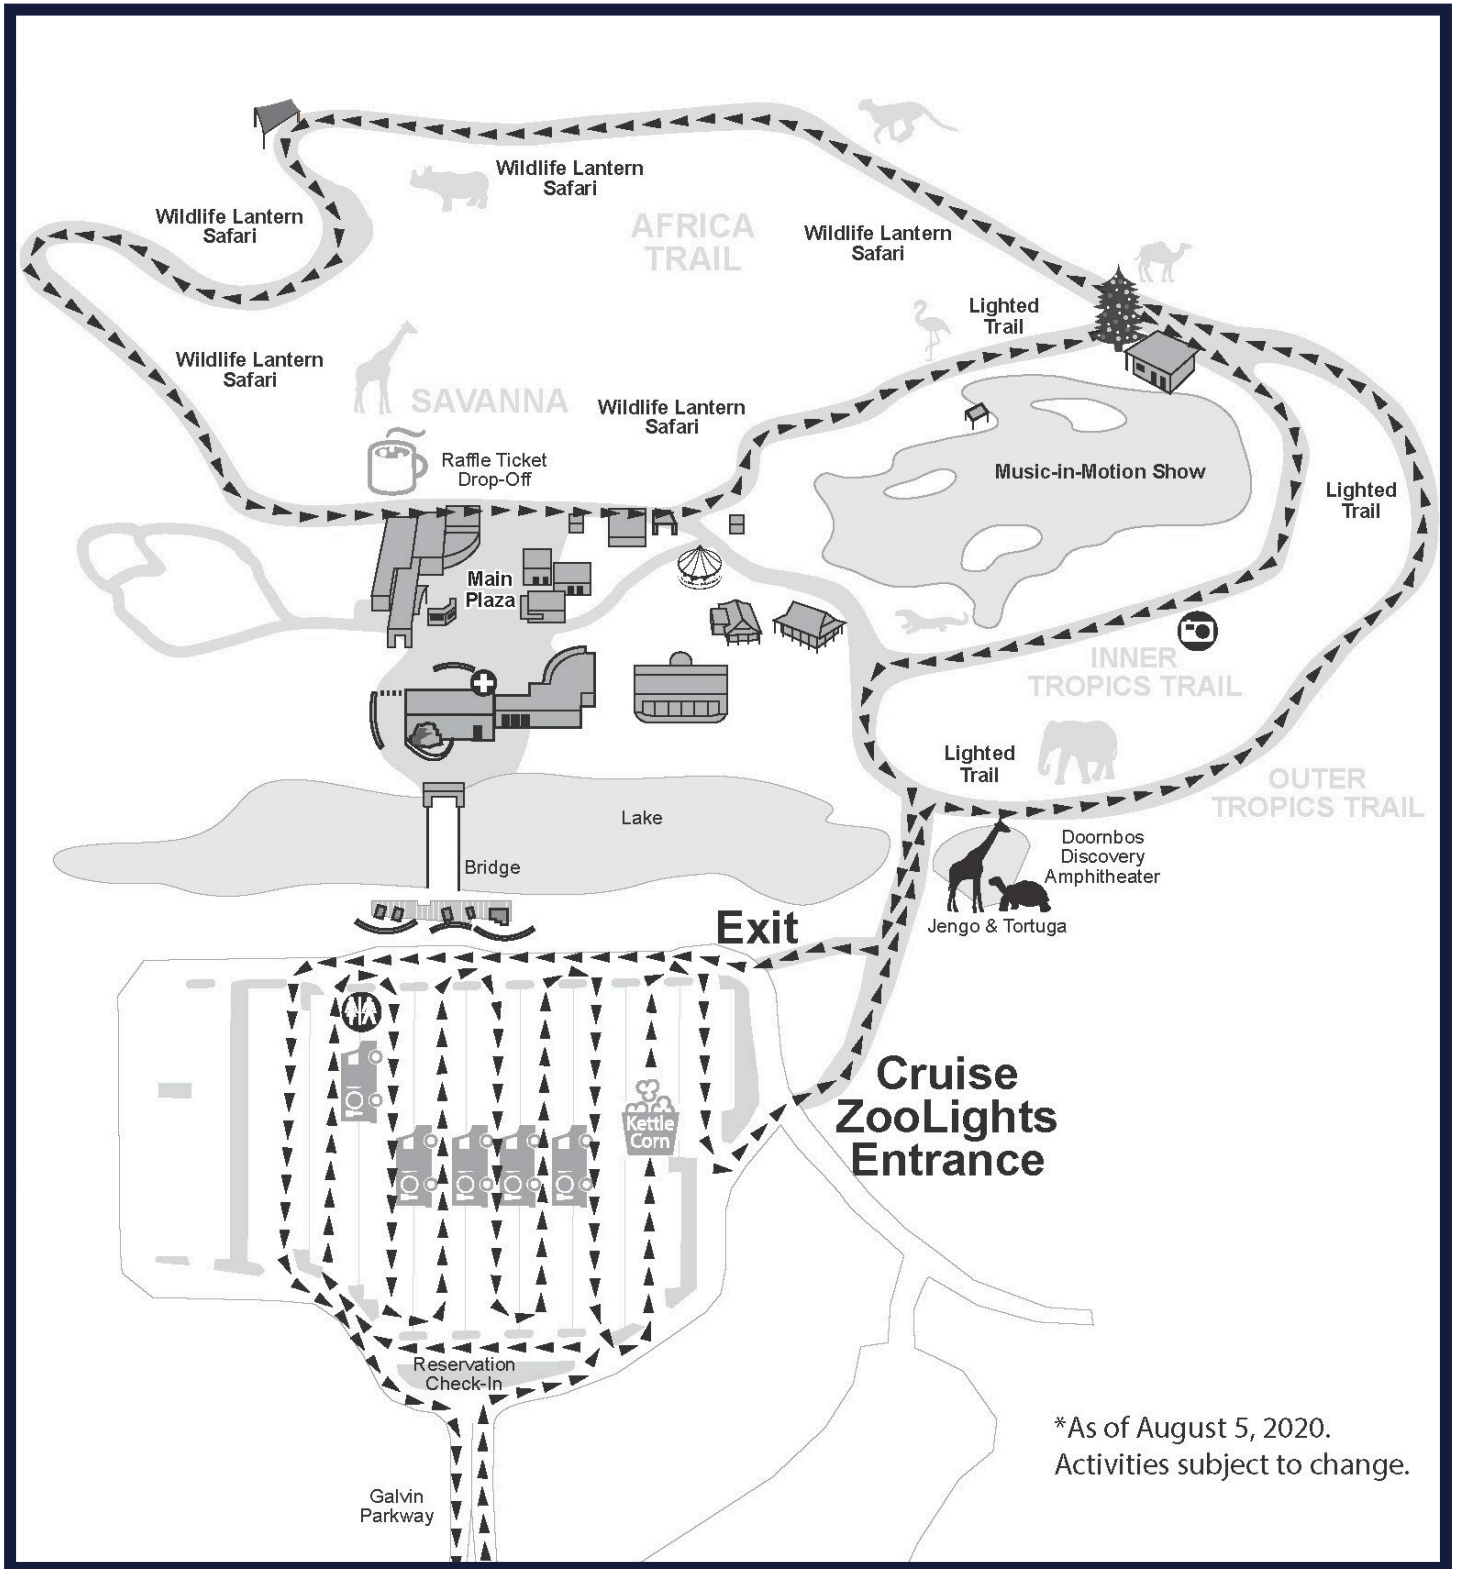 Wildlife Lantern
Safari
Wildlife Lantern
Safari
AFRICA
TRAIL
Wildlife Lantern
Safari
Lighted
Trail
Wildlife Lantern
Safari
SAVANNA
Wildlife Lantern
Safari
Raffle Ticket
Drop-Off
Music-in-Motion Show
Lighted
Trail
Main
Plaza
INNER
TROPICS TRAIL
Lighted
Trail
OUTER
TROPICS TRAIL
Lake
Bridge
Doornbos
Discovery
Amphitheater
Jengo & Tortuga
Exit
Cruise
ZooLights
Entrance
Kettle
Corn
Reservation
Check-In
Galvin
Parkway
*As of August 5, 2020.
Activities subject to change.